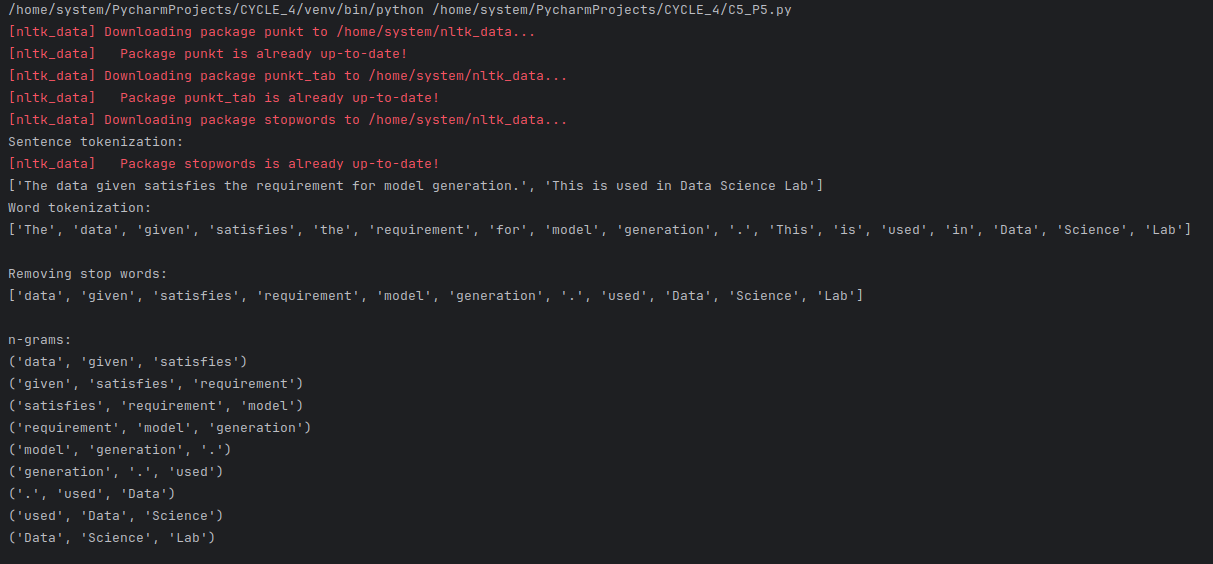 /home/system/PycharmProjects/CYCLE_4/venv/bin/python /home/system/PycharmProjects/CYCLE_4/C5_P5.py
[nltk_data] Downloading package punkt to /home/system/nltk_data...
[nltk_data]   Package punkt is already up-to-date!
[nltk_data] Downloading package punkt_tab to /home/system/nltk_data...
[nltk_data]   Package punkt_tab is already up-to-date!
[nltk_data] Downloading package stopwords to /home/system/nltk_data...
Sentence tokenization:
[nltk_data]   Package stopwords is already up-to-date!
['The data given satisfies the requirement for model generation.', 'This is used in Data Science Lab']
Word tokenization:
['The', 'data', 'given', 'satisfies', 'the', 'requirement', 'for', 'model', 'generation', '.', 'This', 'is', 'used', 'in', 'Data', 'Science', 'Lab']
Removing stop words:
['data', 'given', 'satisfies', 'requirement', 'model', 'generation', '.', 'used', 'Data', 'Science', 'Lab']
n-grams:
('data', 'given', 'satisfies')
('given', 'satisfies', 'requirement')
('satisfies', 'requirement', 'model')
('requirement', 'model', 'generation')
('model', 'generation', '.')
('generation', '.', 'used')
('.', 'used', 'Data')
('used', 'Data', 'Science')
('Data', 'Science', 'Lab')